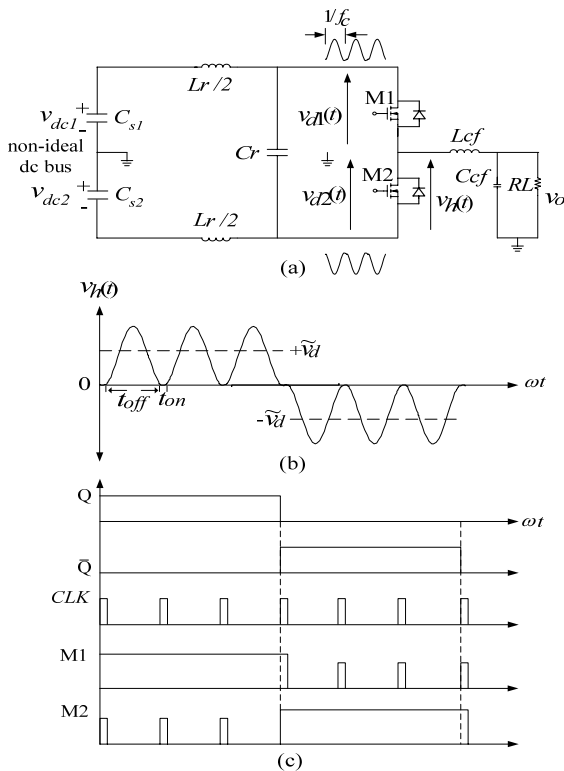 1/fc
Lr /2
vdc1
+
-
Cs1
non-ideal
dc bus
vdc2
+
-
Cs2
Lr/2
Cr
vd1(t)
vd2(t)
M1
M2
vh(t)
Lcf
Ccf
RL
vo
(a)
vh(t)
+ṽd
0
toff
ton
-ṽd
ωt
(b)
Q
ωt
Q̄
CLK
M1
M2
(c)